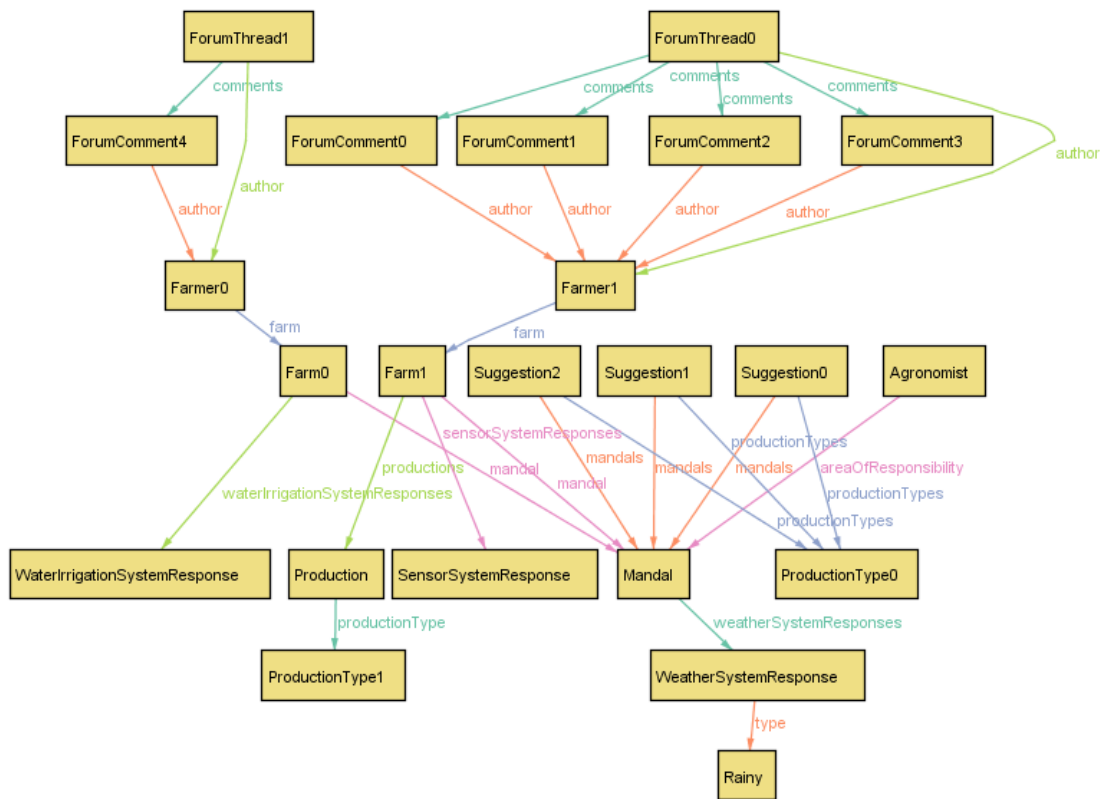 ForumThread1
ForumThread0
comments
comments
comments
comments
comments
ForumComment4
ForumComment0
ForumComment1
ForumComment2
ForumComment3
author
author
author
author
author
author
author
Farmer0
Farmer1
farm
farm
Farm0
Farm1
Suggestion2
Suggestion1
Suggestion0
Agronomist
sensorSystemResponses
productionTypes
productions
mandal
mandals
mandals
mandals
areaOfResponsibility
waterIrrigationSystemResponses
mandal
productionTypes
productionTypes
WaterIrrigationSystemResponse
Production
SensorSystemResponse
Mandal
ProductionType0
productionType
weatherSystemResponses
ProductionType1
WeatherSystemResponse
type
Rainy